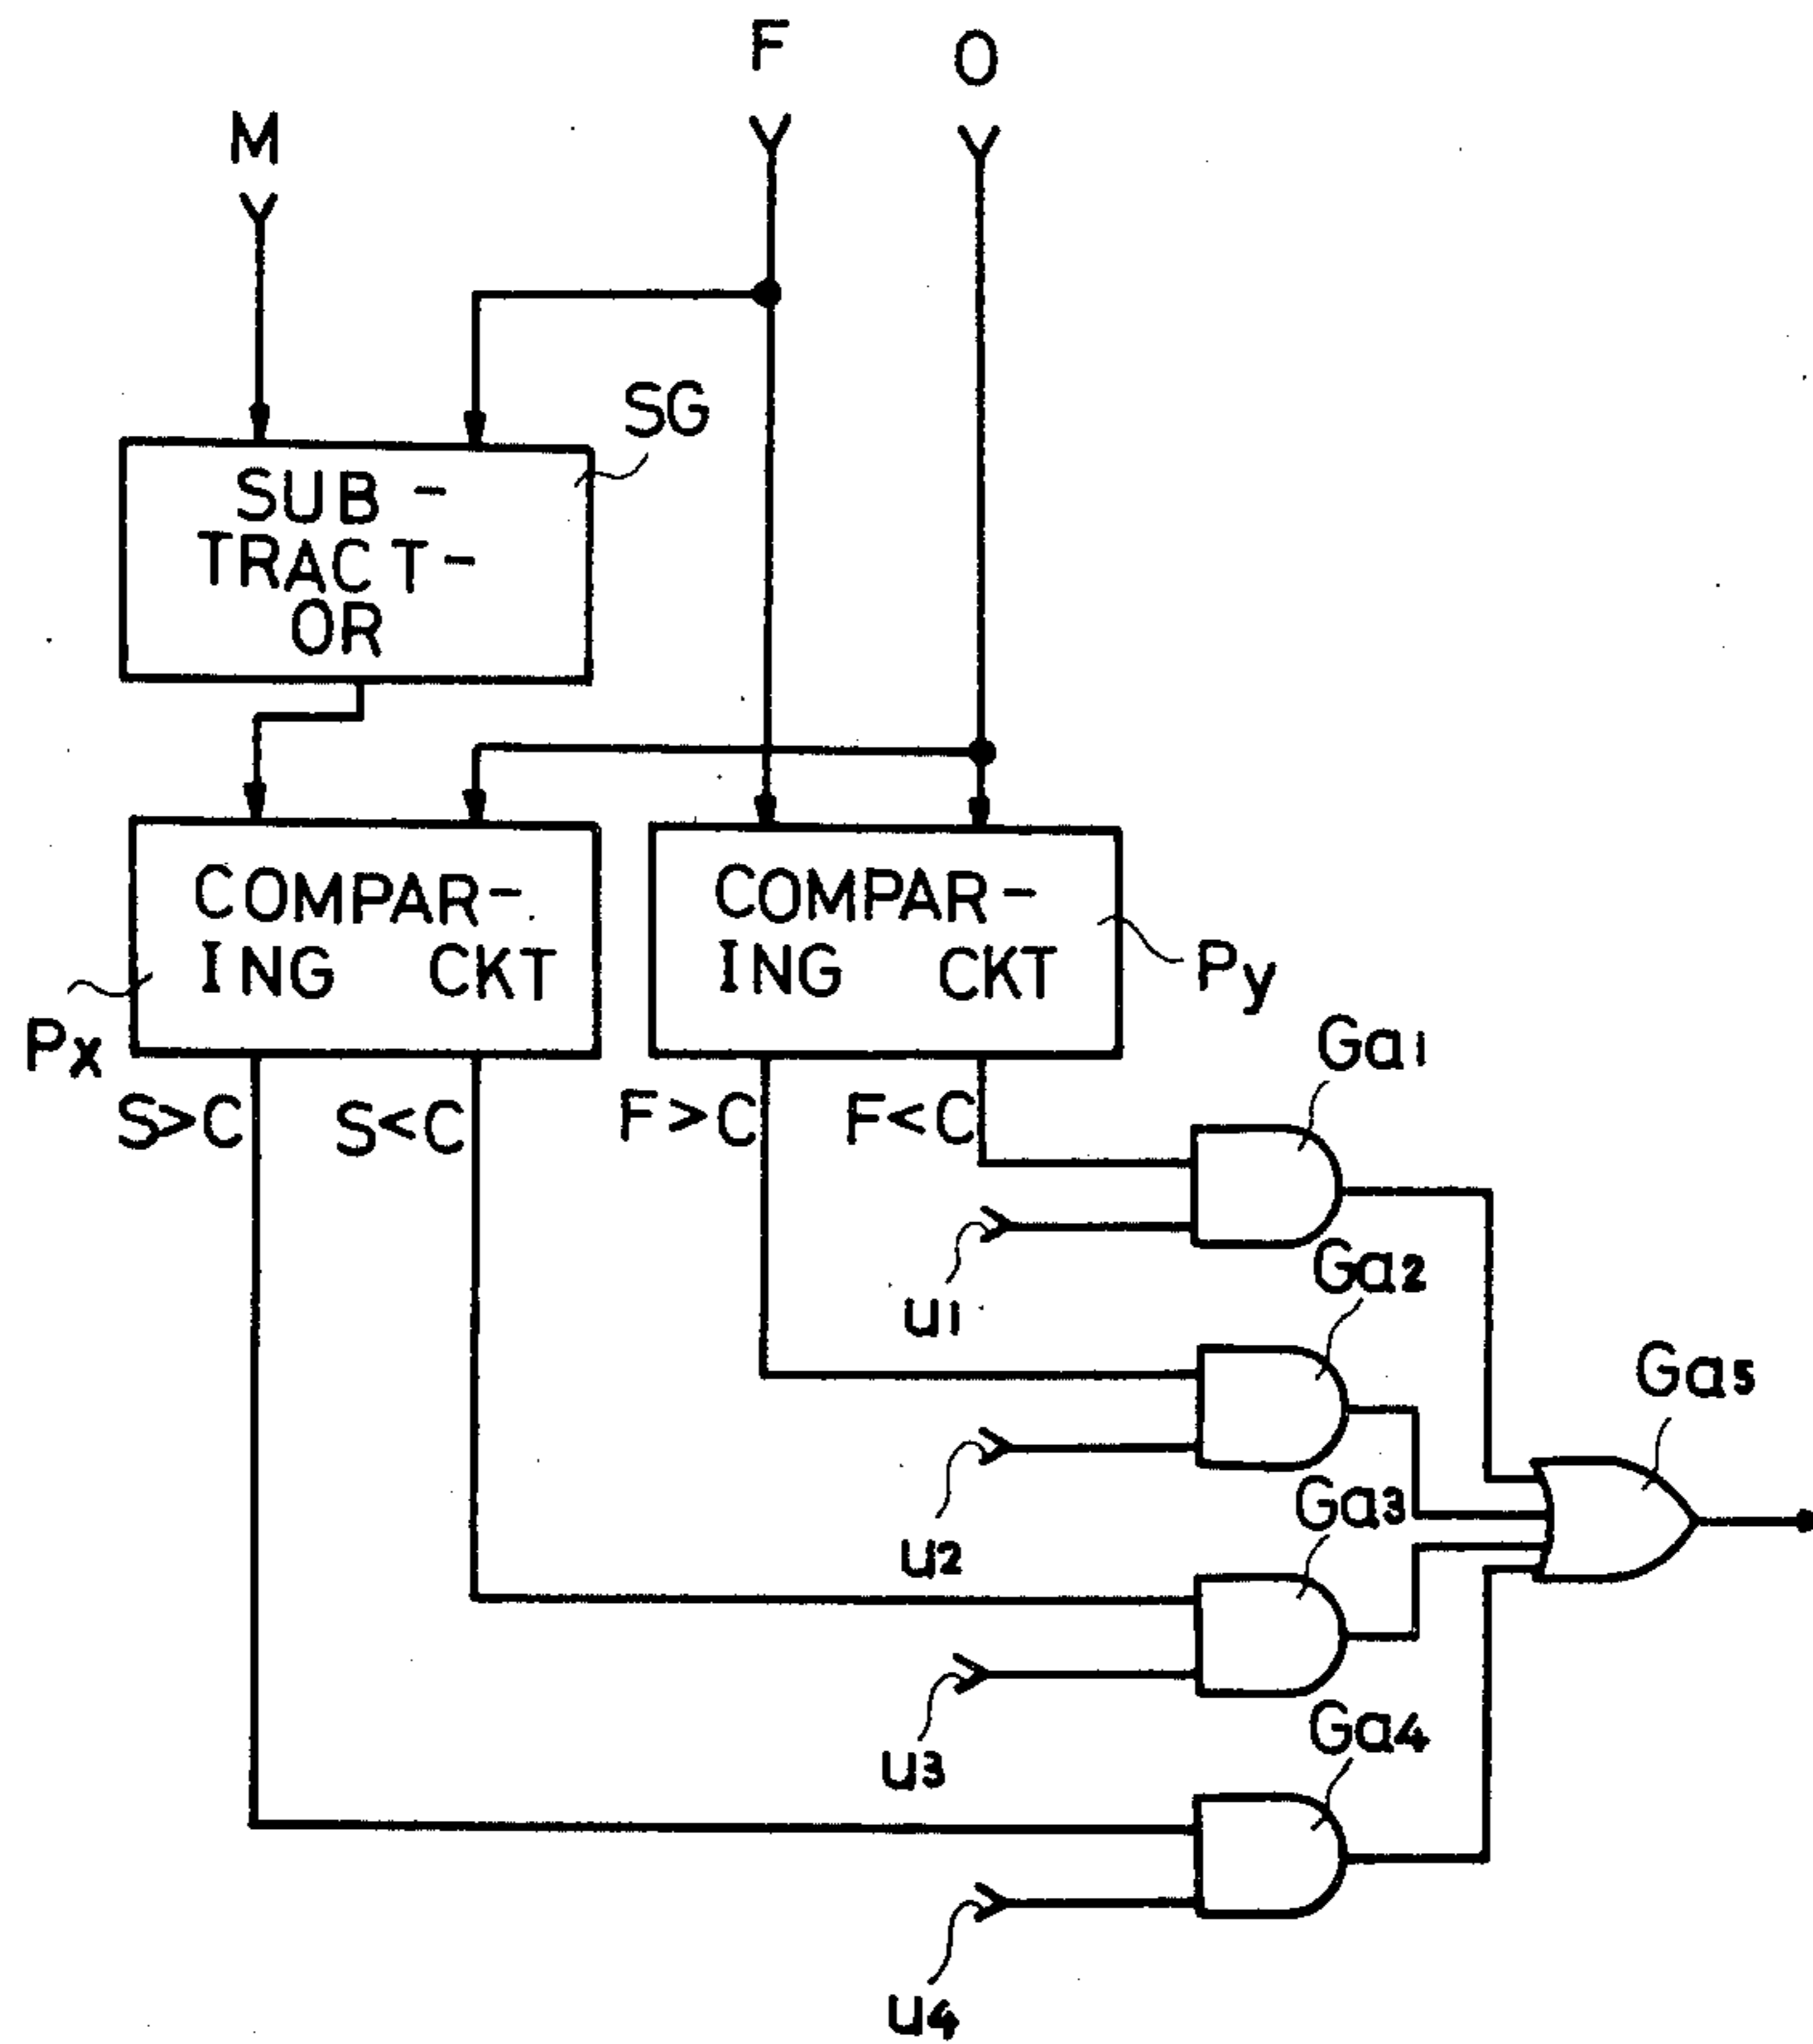 F
O
M
SG
SUB-
TRACT-
OR
COMPAR-
ING CKT
COMPAR-
ING CKT
Px
Py
S>C
S<C
F>C
F<C
Ga1
u1
Ga2
u2
Ga3
Ga5
u3
Ga4
u4